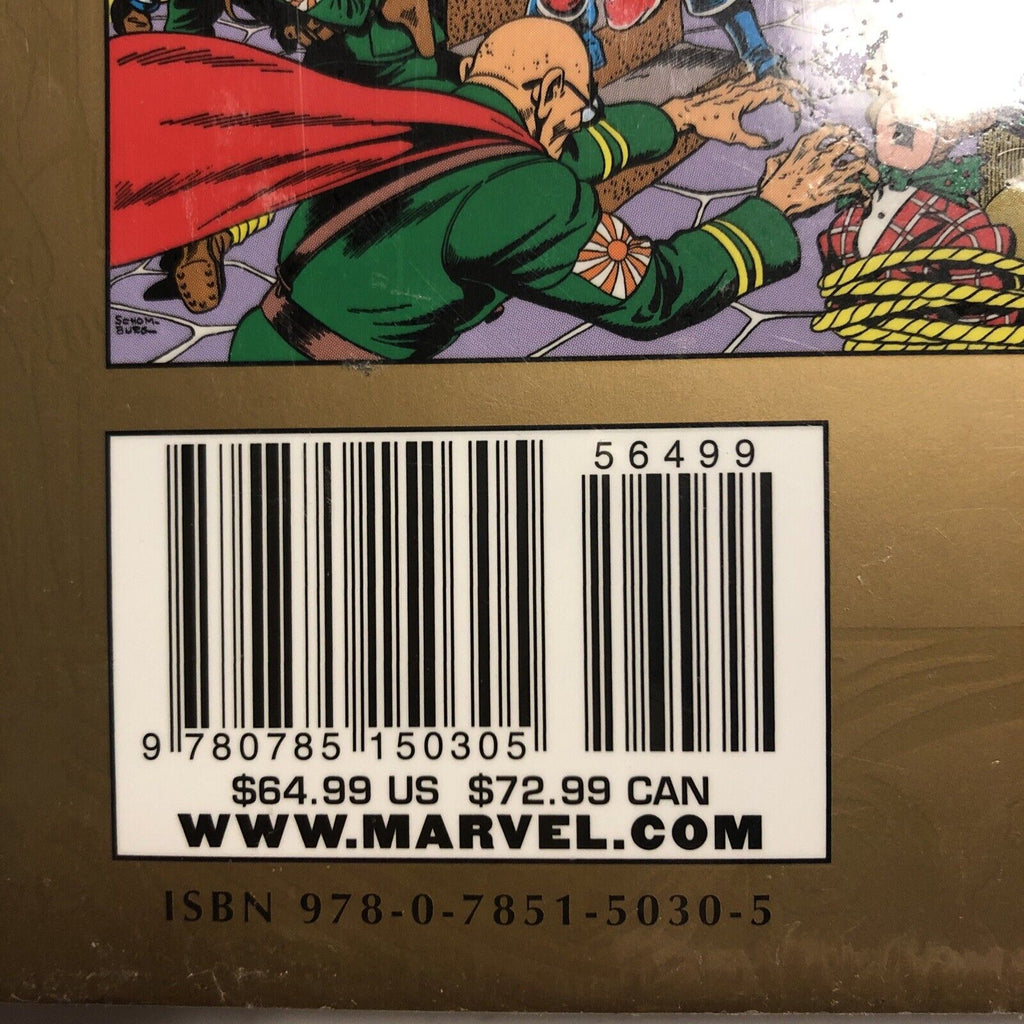 SCHOM-
BURG
56499
9 780785 150305
$64.99 US $72.99 CAN
WWW.MARVEL.COM
ISBN 978-0-7851-5030-5